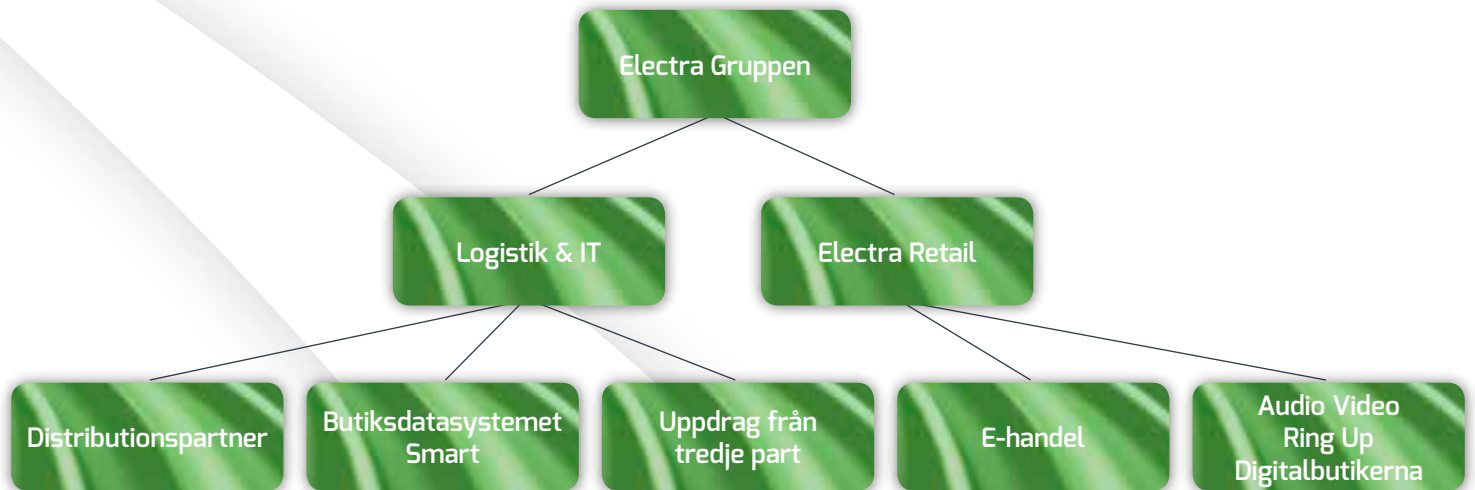 Electra Gruppen
Logistik & IT
Electra Retail
Distributionspartner
Butiksdatasystemet
Smart
Uppdrag från
tredje part
E-handel
Audio Video
Ring Up
Digitalbutikerna